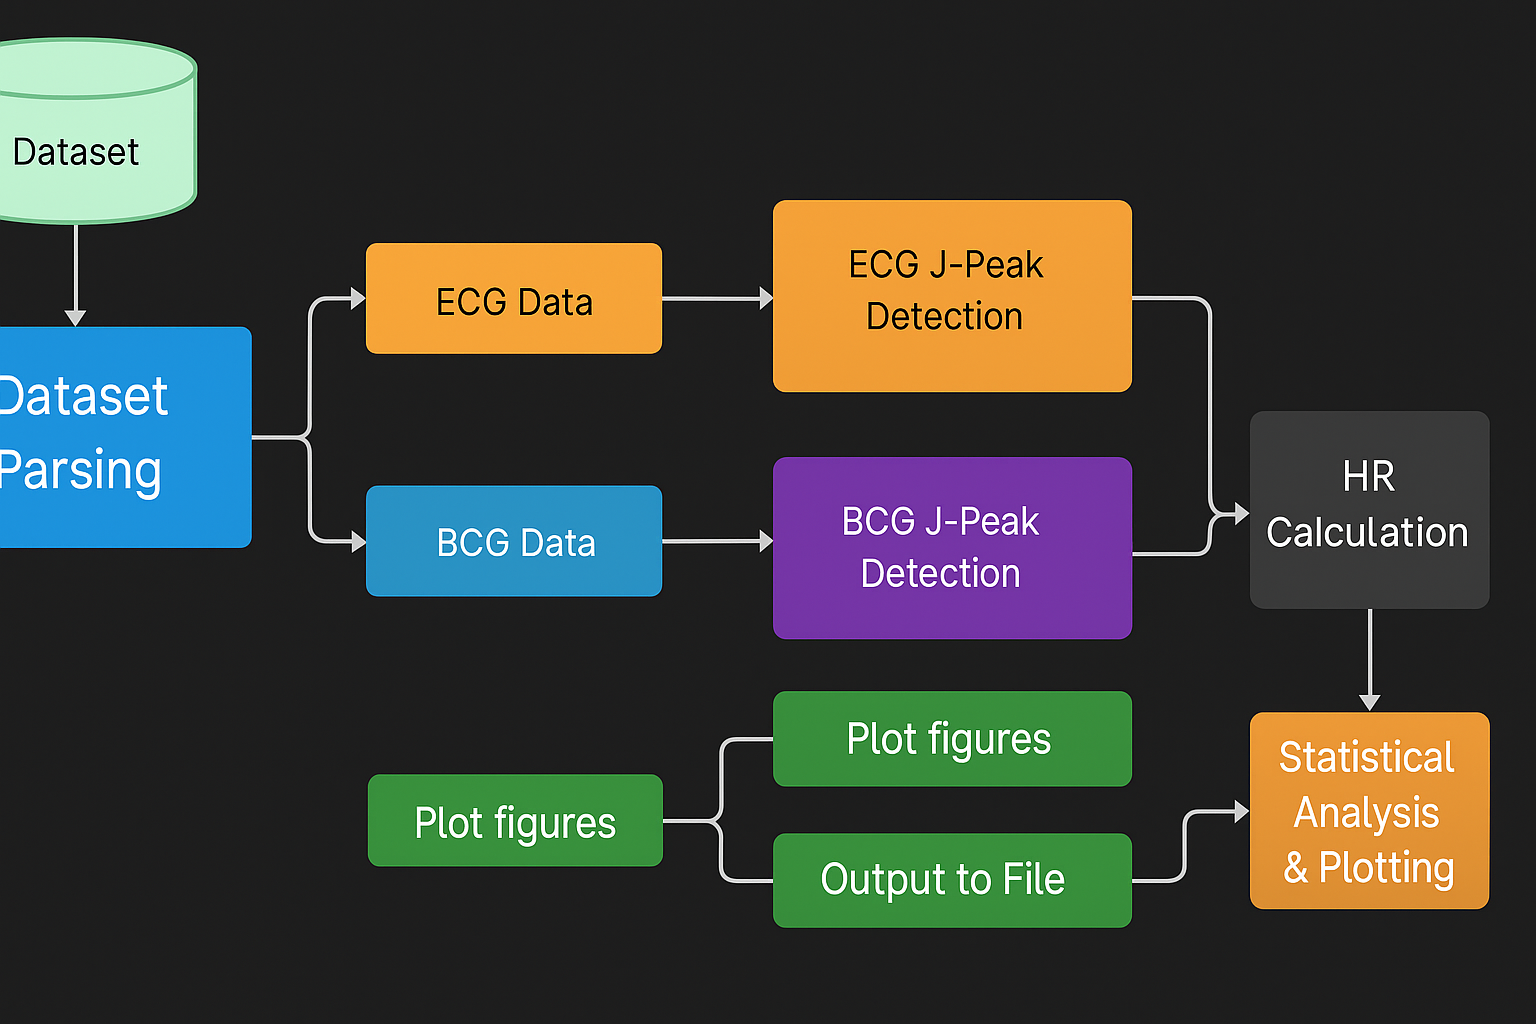 Dataset
Dataset
Parsing
ECG Data
ECG J-Peak
Detection
BCG Data
BCG J-Peak
Detection
HR
Calculation
Plot figures
Plot figures
Output to File
Statistical
Analysis
& Plotting